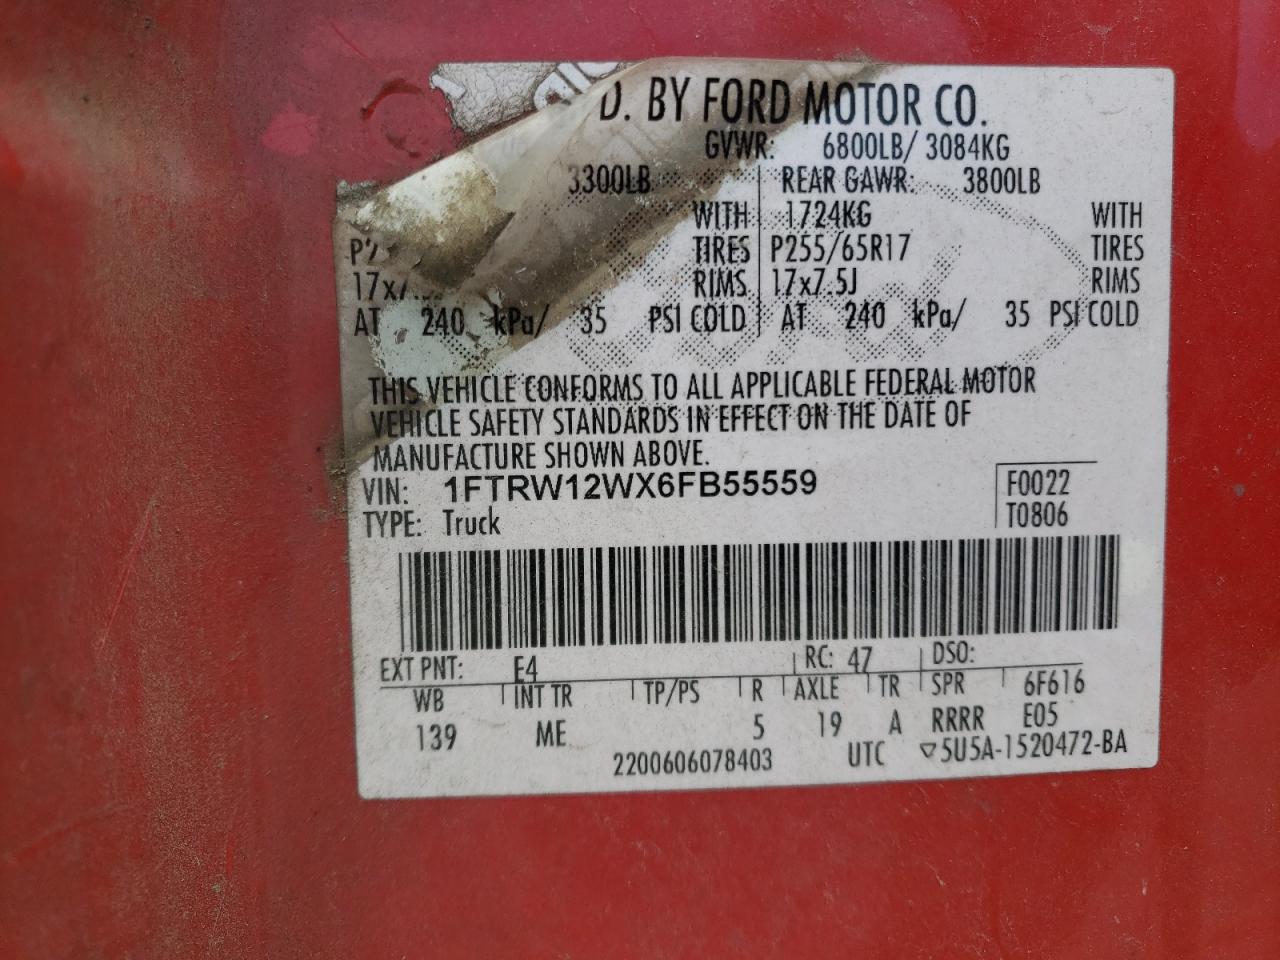 D. BY FORD MOTOR CO.
GVWR: 6800LB/ 3084KG
3300LB REAR GAWR: 3800LB
WITH 1724KG WITH
TIRES P255/65R17 TIRES
RIMS 17x7.5J RIMS
AT 240 kPa/ 35 PSI COLD AT 240 kPa/ 35 PSI COLD
THIS VEHICLE CONFORMS TO ALL APPLICABLE FEDERAL MOTOR
VEHICLE SAFETY STANDARDS IN EFFECT ON THE DATE OF
MANUFACTURE SHOWN ABOVE.
VIN: 1FTRW12WX6FB55559 F0022
TYPE: Truck T0806
EXT PNT: E4 RC: 47 DSO:
WB INT TR TP/PS R AXLE TR SPR 6F616
139 ME 5 19 A RRRR E05
2200606078403 UTC ▽5U5A-1520472-BA